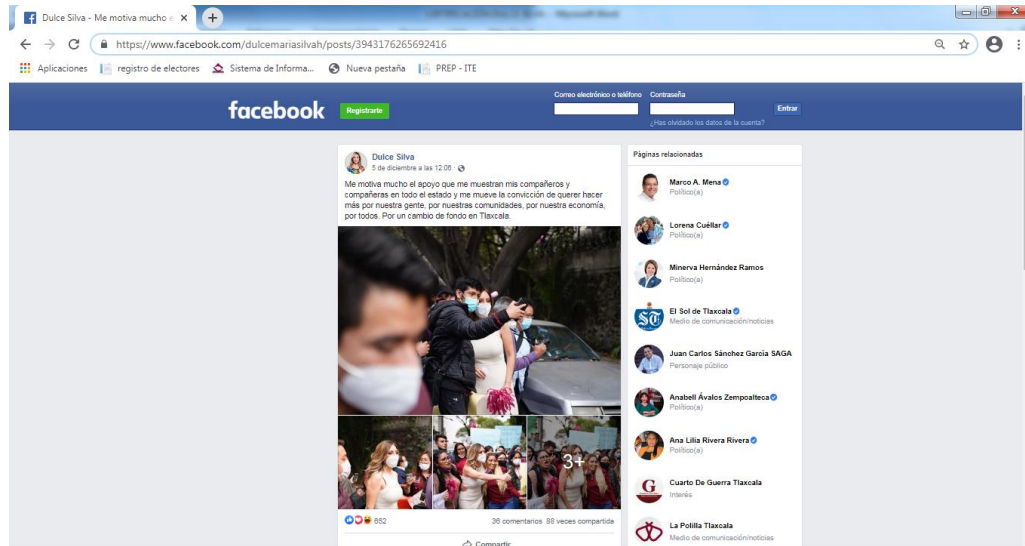 Dulce Silva - Me motiva mucho e
https://www.facebook.com/dulcemariasilvah/posts/3943176265692416
Aplicaciones registro de electores Sistema de Informa... Nueva pestaña PREP - ITE
facebook
Registrarte
Correo electrónico o teléfono Contraseña
Entrar
¿Has olvidado los datos de la cuenta?
Dulce Silva
5 de diciembre a las 12:06
Me motiva mucho el apoyo que me muestran mis compañeros y
compañeras en todo el estado y me mueve la convicción de querer hacer
más por nuestra gente, por nuestras comunidades, por nuestra economía,
por todos. Por un cambio de fondo en Tlaxcala.
3+
652
36 comentarios 88 veces compartida
Compartir
Páginas relacionadas
Marco A. Mena
Político(a)
Lorena Cuéllar
Político(a)
Minerva Hernández Ramos
Político(a)
El Sol de Tlaxcala
Medio de comunicación/noticias
Juan Carlos Sánchez García SAGA
Personaje público
Anabell Ávalos Zempoalteca
Político(a)
Ana Lilia Rivera Rivera
Político(a)
Cuarto De Guerra Tlaxcala
Interés
La Polilla Tlaxcala
Medio de comunicación/noticias